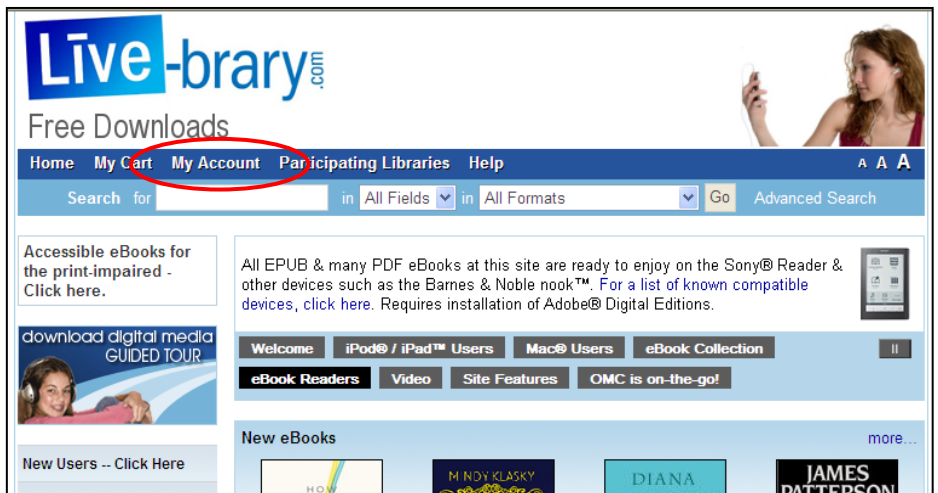 Live-brary.com
Free Downloads
Home My Cart My Account Participating Libraries Help A A A
Search for in All Fields in All Formats Go Advanced Search
Accessible eBooks for
the print-impaired -
Click here.
All EPUB & many PDF eBooks at this site are ready to enjoy on the Sony® Reader &
other devices such as the Barnes & Noble nook™. For a list of known compatible
devices, click here. Requires installation of Adobe® Digital Editions.
download digital media
GUIDED TOUR
Welcome iPod® / iPad™ Users Mac® Users eBook Collection II
eBook Readers Video Site Features OMC is on-the-go!
New Users -- Click Here
New eBooks more...
HOW
MINDY KLASKY
DIANA
JAMES
PATTERSON